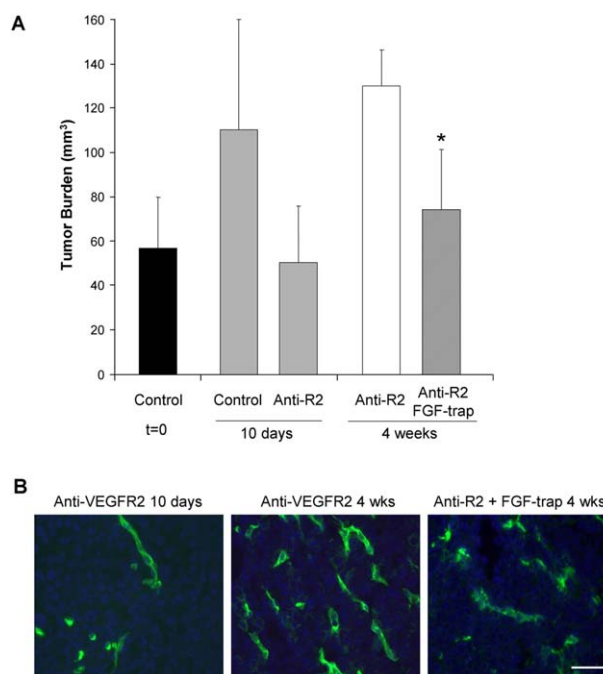 A
Tumor Burden (mm³)
160
140
120
100
80
60
40
20
0
*
Control Control Anti-R2 Anti-R2 Anti-R2
FGF-trap
t=0 10 days 4 weeks
B
Anti-VEGFR2 10 days Anti-VEGFR2 4 wks Anti-R2 + FGF-trap 4 wks